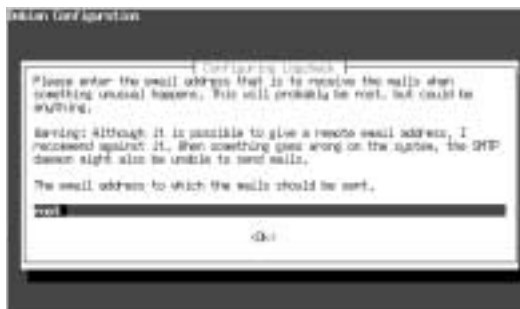 Debian Configuration
Configuring Logcheck
Please enter the email address that is to receive the mails when
something unusual happens. This will probably be root, but could be
anything.
Warning: Although it is possible to give a remote email address, I
recommend against it. When something goes wrong on the system, the SMTP
daemon might also be unable to send mails.
The email address to which the mails should be sent.
root
<Ok>